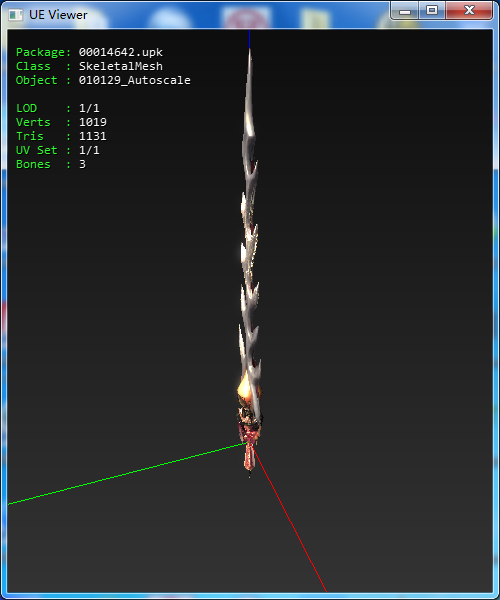 UE Viewer
Package: 00014642.upk
Class : SkeletalMesh
Object : 010129_Autoscale
LOD : 1/1
Verts : 1019
Tris : 1131
UV Set : 1/1
Bones : 3